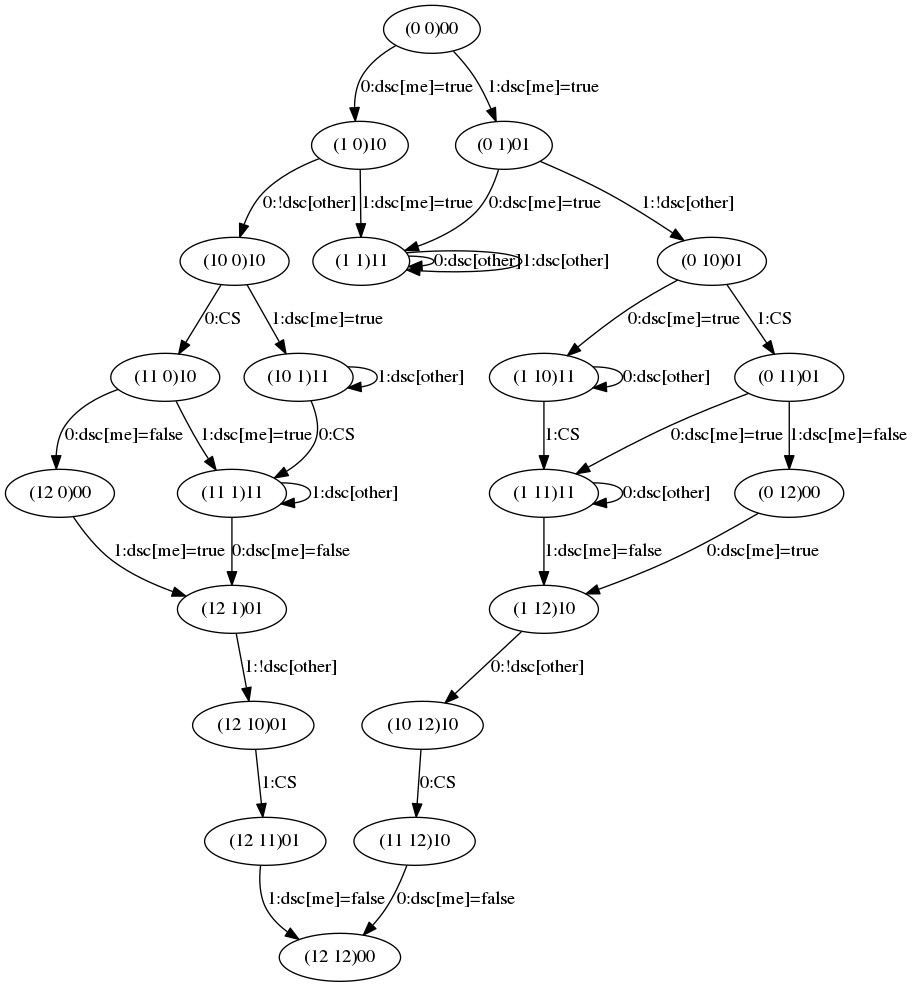 (0 0)00
0:dsc[me]=true
1:dsc[me]=true
(1 0)10
(0 1)01
0:!dsc[other]
1:dsc[me]=true
0:dsc[me]=true
1:!dsc[other]
(10 0)10
(1 1)11
0:dsc[other]
1:dsc[other]
(0 10)01
0:CS
1:dsc[me]=true
0:dsc[me]=true
1:CS
(11 0)10
(10 1)11
1:dsc[other]
(1 10)11
0:dsc[other]
(0 11)01
0:dsc[me]=false
1:dsc[me]=true
0:CS
1:CS
0:dsc[me]=true
1:dsc[me]=false
(12 0)00
(11 1)11
1:dsc[other]
(1 11)11
0:dsc[other]
(0 12)00
1:dsc[me]=true
0:dsc[me]=false
1:dsc[me]=false
0:dsc[me]=true
(12 1)01
(1 12)10
1:!dsc[other]
0:!dsc[other]
(12 10)01
(10 12)10
1:CS
0:CS
(12 11)01
(11 12)10
1:dsc[me]=false
0:dsc[me]=false
(12 12)00